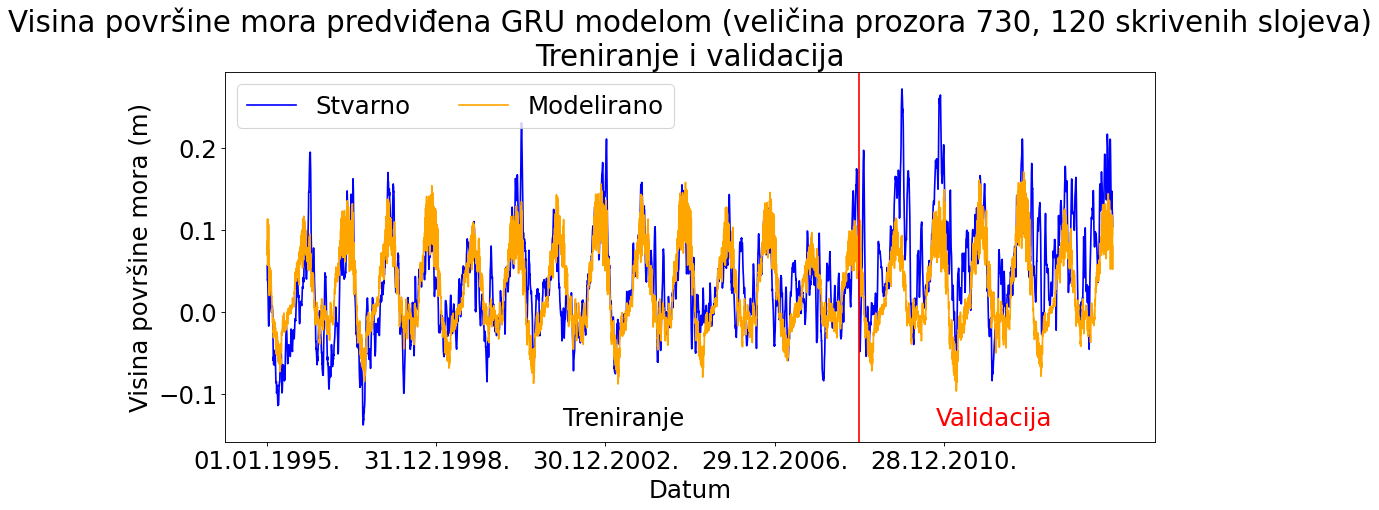 Visina površine mora predviđena GRU modelom (veličina prozora 730, 120 skrivenih slojeva)
Treniranje i validacija
Stvarno
Modelirano
Visina površine mora (m)
0.2
0.1
0.0
−0.1
Treniranje
Validacija
01.01.1995.
31.12.1998.
30.12.2002.
29.12.2006.
28.12.2010.
Datum